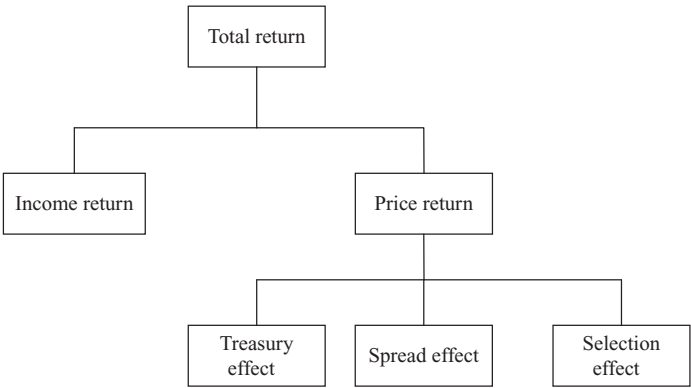 Total return
Income return
Price return
Treasury
effect
Spread effect
Selection
effect